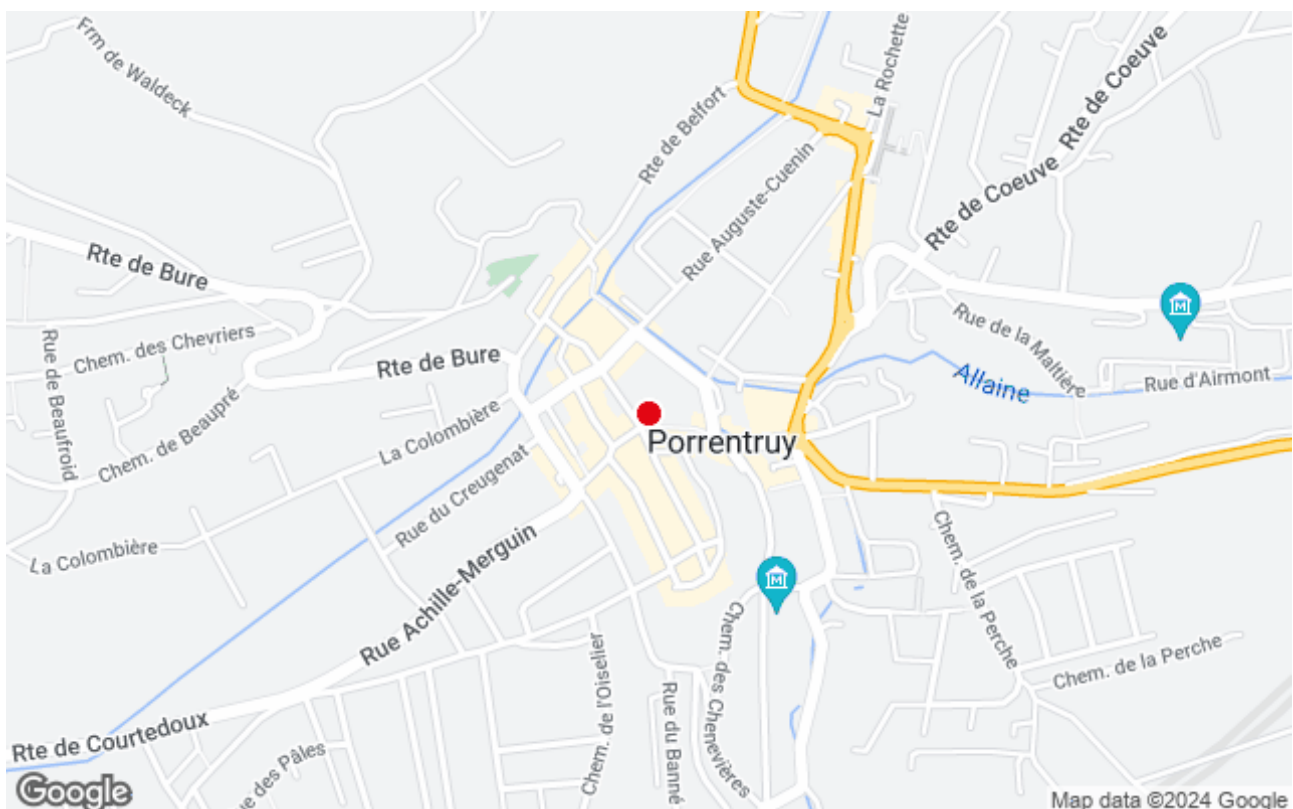 Frm de Waldeck
Rte de Belfort
La Rochette
Rte de Coeuve
Rte de Coeuve
Rue Auguste-Cuenin
Rte de Bure
Chem. des Chevriers
Rue de Beaufroid
Rte de Bure
Chem. de Beaupré
La Colombière
Rue de la Maltière
Allaine
Rue d'Airmont
M
Porrentruy
Rue du Creugenat
La Colombière
Rue Achille-Merguin
Chem. de la Perche
M
Chem. de l'Oiselier
Rue du Banné
Chem. des Chenevières
Chem. de la Perche
Rte de Courtedoux
ue des Pâles
Google
Map data ©2024 Google